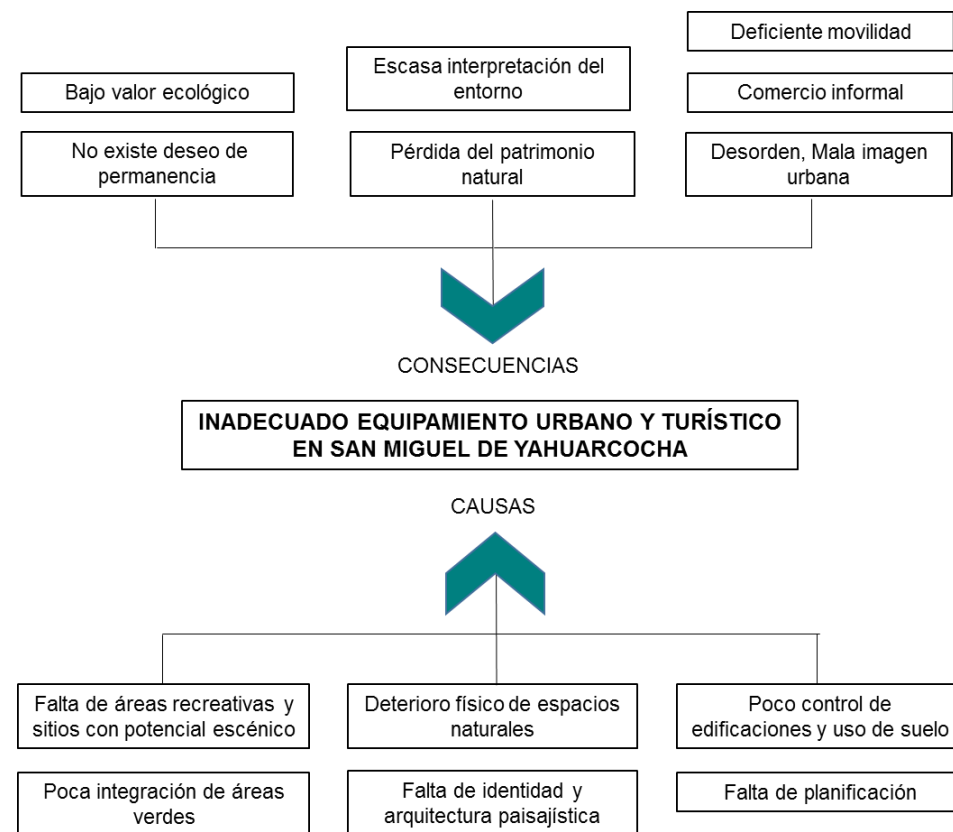 Deficiente movilidad
Bajo valor ecológico
Escasa interpretación del
entorno
Comercio informal
No existe deseo de
permanencia
Pérdida del patrimonio
natural
Desorden, Mala imagen
urbana
CONSECUENCIAS
INADECUADO EQUIPAMIENTO URBANO Y TURÍSTICO
EN SAN MIGUEL DE YAHUARCOCHA
CAUSAS
Falta de áreas recreativas y
sitios con potencial escénico
Deterioro físico de espacios
naturales
Poco control de
edificaciones y uso de suelo
Poca integración de áreas
verdes
Falta de identidad y
arquitectura paisajística
Falta de planificación